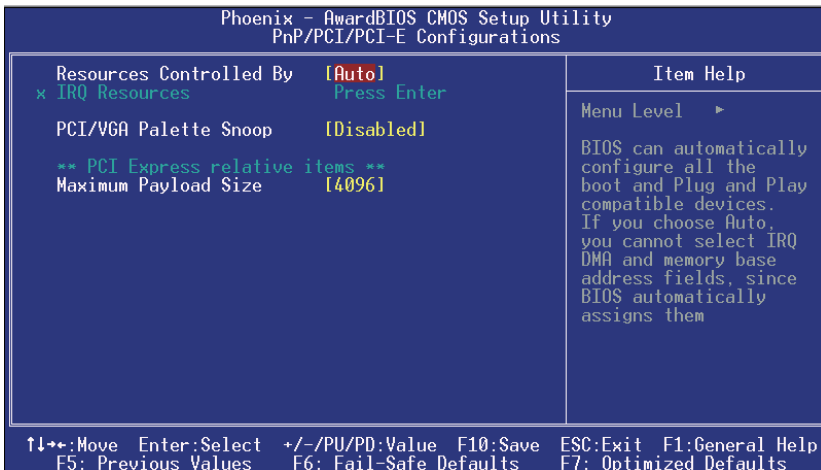 Phoenix - AwardBIOS CMOS Setup Utility
PnP/PCI/PCI-E Configurations
Resources Controlled By [Auto]
x IRQ Resources Press Enter
PCI/VGA Palette Snoop [Disabled]
** PCI Express relative items **
Maximum Payload Size [4096]
Item Help
Menu Level ►
BIOS can automatically
configure all the
boot and Plug and Play
compatible devices.
If you choose Auto,
you cannot select IRQ
DMA and memory base
address fields, since
BIOS automatically
assigns them
↑↓→←:Move Enter:Select +/-/PU/PD:Value F10:Save ESC:Exit F1:General Help
F5: Previous Values F6: Fail-Safe Defaults F7: Optimized Defaults